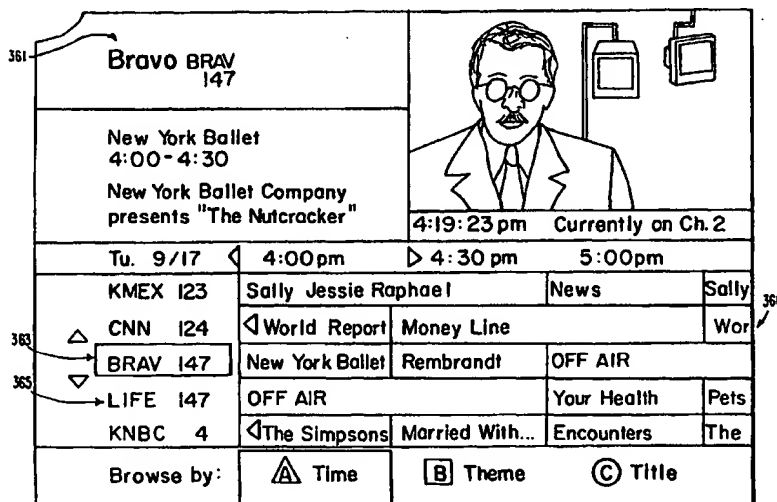 361
Bravo BRAV
147
New York Ballet
4:00-4:30
New York Ballet Company
presents "The Nutcracker"
4:19:23 pm Currently on Ch. 2
Tu. 9/17 4:00pm 4:30 pm 5:00pm
KMEX 123 Sally Jessie Raphael News Sally
CNN 124 World Report Money Line Wor
363
BRAV 147 New York Ballet Rembrandt OFF AIR
365
LIFE 147 OFF AIR Your Health Pets
KNBC 4 The Simpsons Married With... Encounters The
Browse by: A Time B Theme C Title